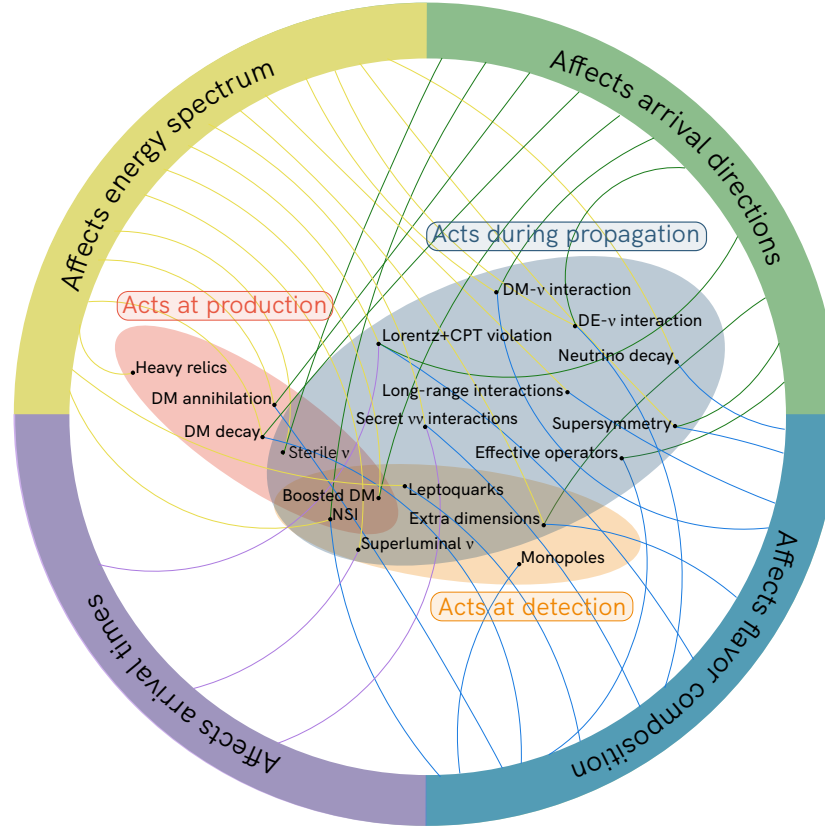 Affects energy spectrum
Affects arrival directions
Acts during propagation
DM-ν interaction
Acts at production
DE-ν interaction
Lorentz+CPT violation
Neutrino decay
Heavy relics
Long-range interactions
DM annihilation
Secret νν interactions
Supersymmetry
DM decay
Sterile ν
Effective operators
Boosted DM
Leptoquarks
NSI
Extra dimensions
Superluminal ν
Monopoles
Acts at detection
Affects arrival times
Affects flavor composition